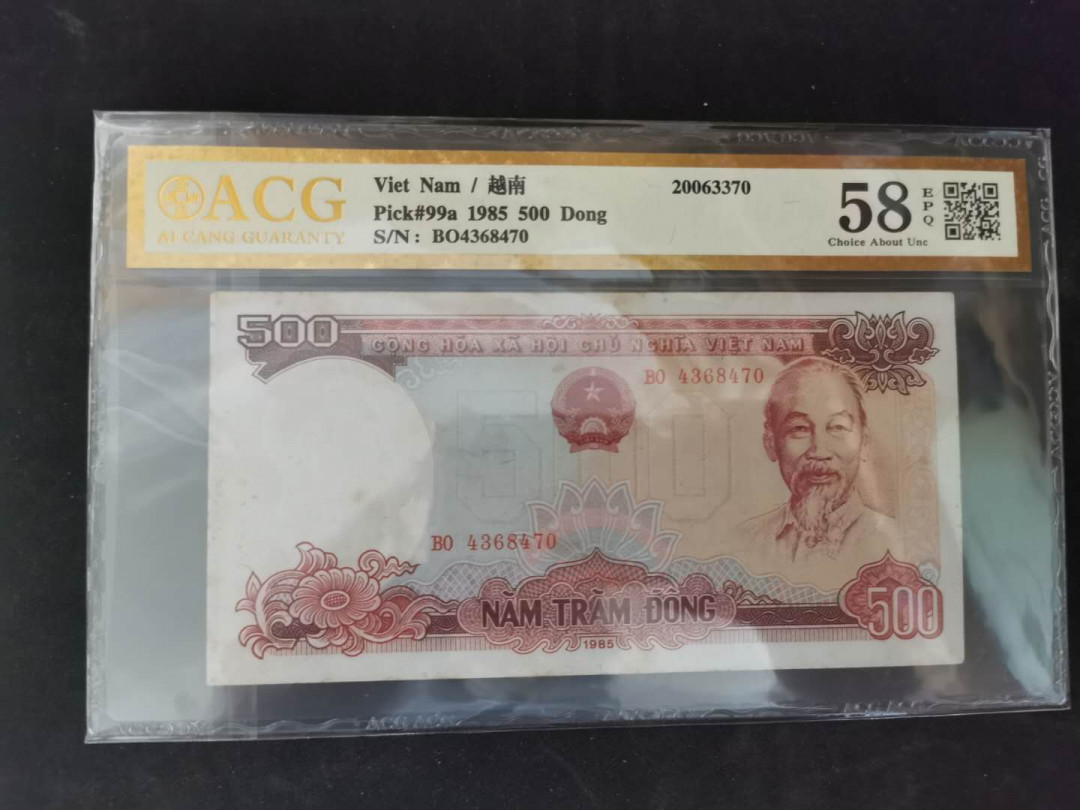 ACG
AI CANG GUARANTY
Viet Nam / 越南
20063370
Pick#99a 1985 500 Dong
S/N: BO4368470
58
EPQ
Choice About Unc
500
CỘNG HÒA XÃ HỘI CHỦ NGHĨA VIỆT NAM
BO 4368470
BO 4368470
NĂM TRĂM ĐỒNG
1985
500